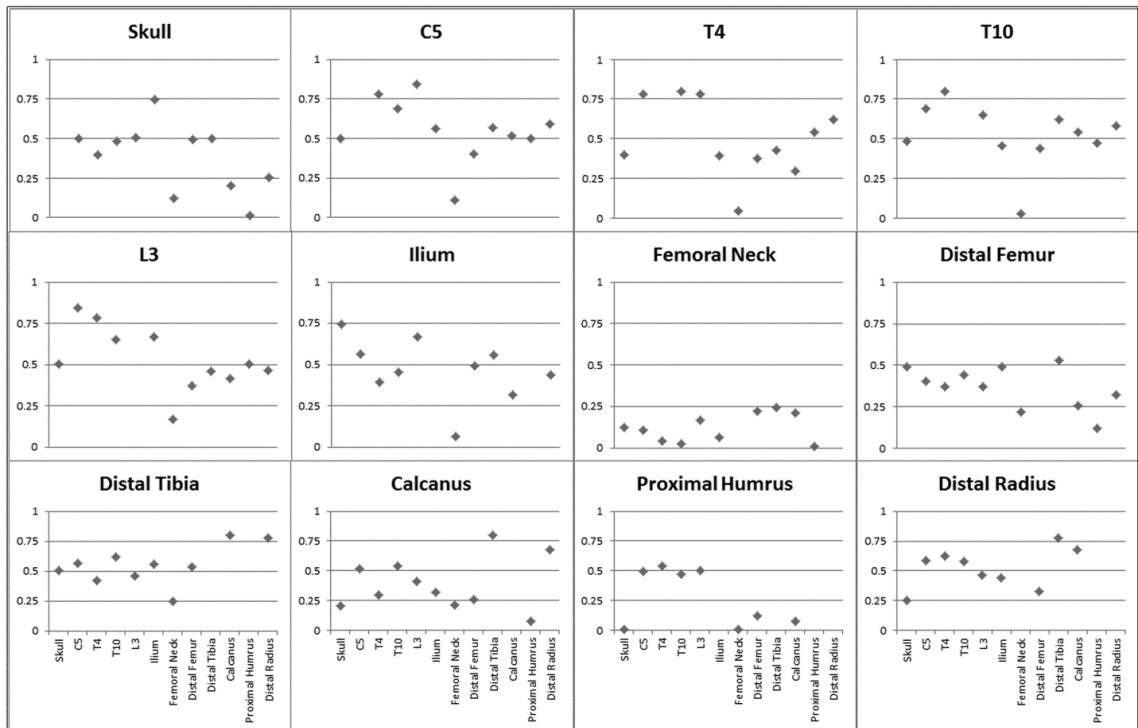 Skull
C5
T4
T10
1
0.75
0.5
0.25
0
1
0.75
0.5
0.25
0
1
0.75
0.5
0.25
0
1
0.75
0.5
0.25
0
L3
Ilium
Femoral Neck
Distal Femur
1
0.75
0.5
0.25
0
1
0.75
0.5
0.25
0
1
0.75
0.5
0.25
0
1
0.75
0.5
0.25
0
Distal Tibia
Calcanus
Proximal Humrus
Distal Radius
1
0.75
0.5
0.25
0
1
0.75
0.5
0.25
0
1
0.75
0.5
0.25
0
1
0.75
0.5
0.25
0
Skull
C5
T4
T10
L3
Ilium
Femoral Neck
Distal Femur
Distal Tibia
Calcanus
Proximal Humrus
Distal Radius
Skull
C5
T4
T10
L3
Ilium
Femoral Neck
Distal Femur
Distal Tibia
Calcanus
Proximal Humrus
Distal Radius
Skull
C5
T4
T10
L3
Ilium
Femoral Neck
Distal Femur
Distal Tibia
Calcanus
Proximal Humrus
Distal Radius
Skull
C5
T4
T10
L3
Ilium
Femoral Neck
Distal Femur
Distal Tibia
Calcanus
Proximal Humrus
Distal Radius